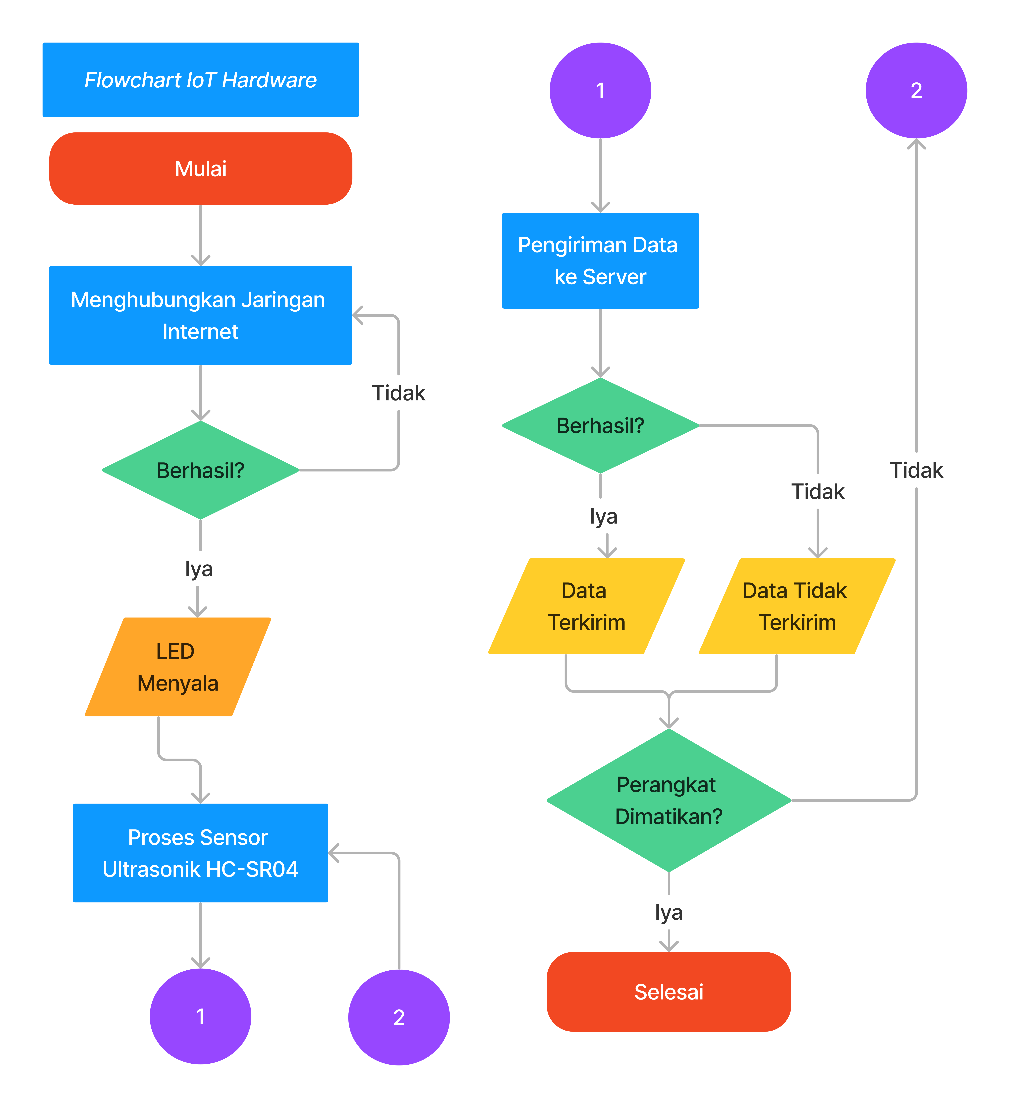 Flowchart IoT Hardware
Mulai
Menghubungkan Jaringan
Internet
Tidak
Berhasil?
Iya
LED
Menyala
Proses Sensor
Ultrasonik HC-SR04
1
2
1
Pengiriman Data
ke Server
Berhasil?
Iya
Tidak
Data
Terkirim
Data Tidak
Terkirim
Perangkat
Dimatikan?
Iya
Selesai
2
Tidak